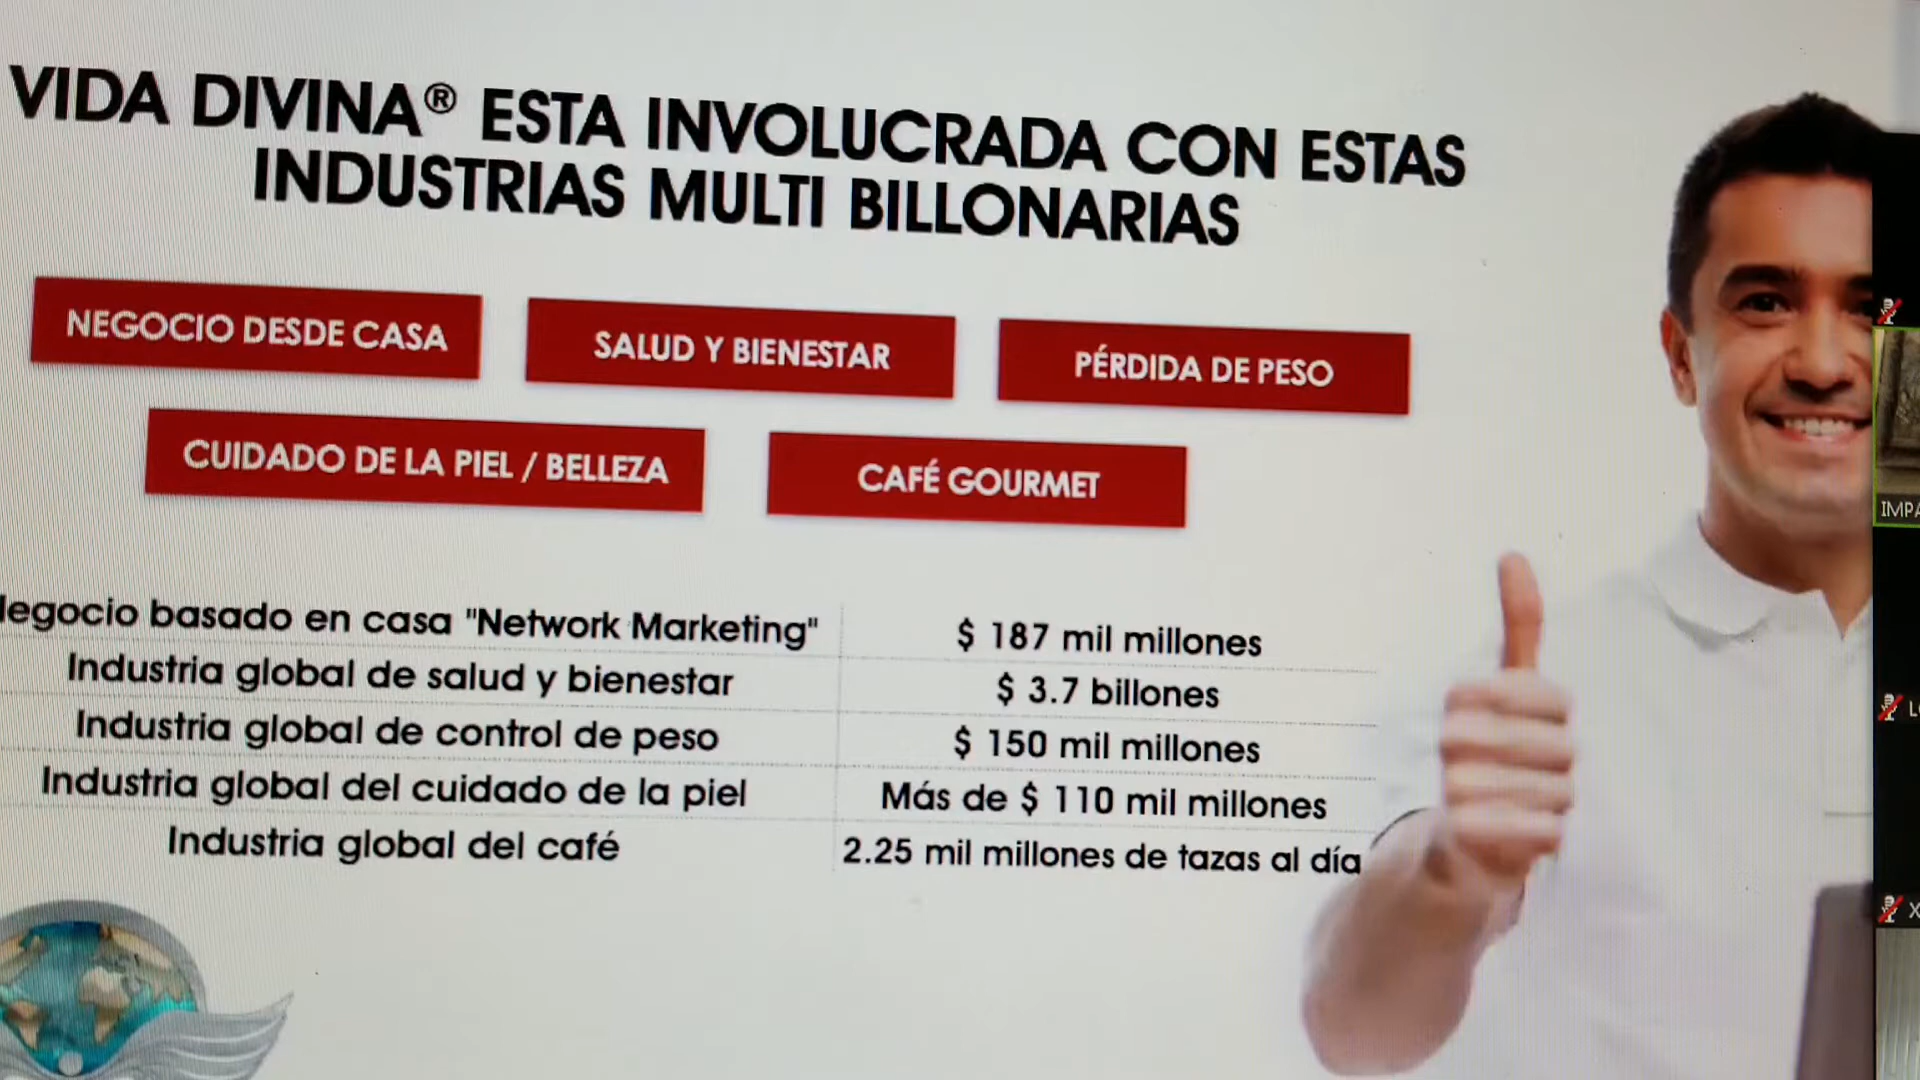 VIDA DIVINA® ESTA INVOLUCRADA CON ESTAS
INDUSTRIAS MULTI BILLONARIAS
NEGOCIO DESDE CASA
SALUD Y BIENESTAR
PÉRDIDA DE PESO
CUIDADO DE LA PIEL / BELLEZA
CAFÉ GOURMET
legocio basado en casa "Network Marketing" $ 187 mil millones
Industria global de salud y bienestar $ 3.7 billones
Industria global de control de peso $ 150 mil millones
Industria global del cuidado de la piel Más de $ 110 mil millones
Industria global del café 2.25 mil millones de tazas al día
IMPA
L
X